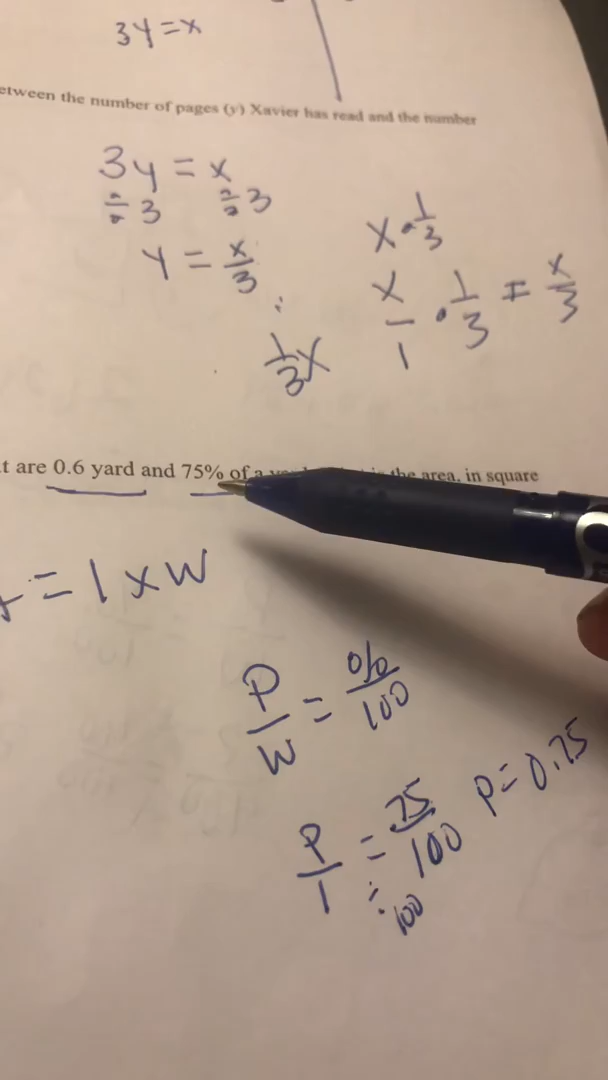 3y = x
etween the number of pages (y) Xavier has read and the number
3y = x
÷3 ÷3
y = x/3
x · 1/3
x/1 · 1/3 = x/3
1/3 x
t are 0.6 yard and 75% of a the area, in square
= l x w
P/W = %/100
P/1 = 75/100 P = 0.75
÷ 100